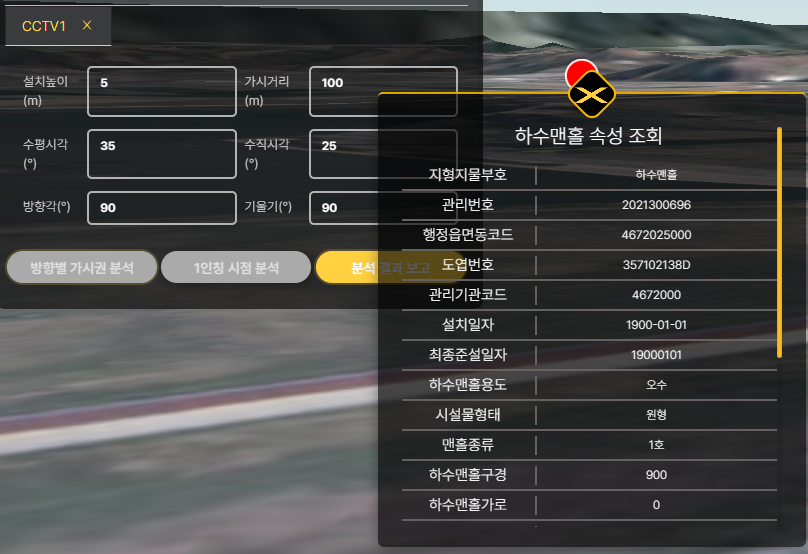 CCTV1 X
설치높이 (m) 5 가시거리 (m) 100
수평시각 (°) 35 수직시각 (°) 25
방향각(°) 90 기울기(°) 90
방향별 가시권 분석 1인칭 시점 분석 분석 결과 보고
하수맨홀 속성 조회
지형지물부호 하수맨홀
관리번호 2021300696
행정읍면동코드 4672025000
도엽번호 357102138D
관리기관코드 4672000
설치일자 1900-01-01
최종준설일자 19000101
하수맨홀용도 오수
시설물형태 원형
맨홀종류 1호
하수맨홀구경 900
하수맨홀가로 0